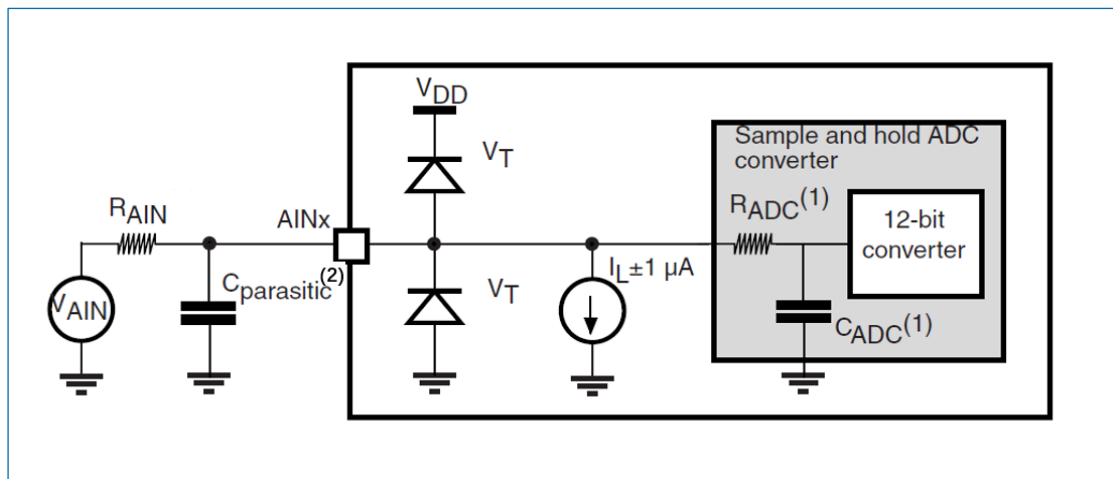 VDD
VT
Sample and hold ADC
converter
RAIN
AINx
RADC(1)
12-bit
converter
VAIN
Cparasitic(2)
VT
IL±1 µA
CADC(1)